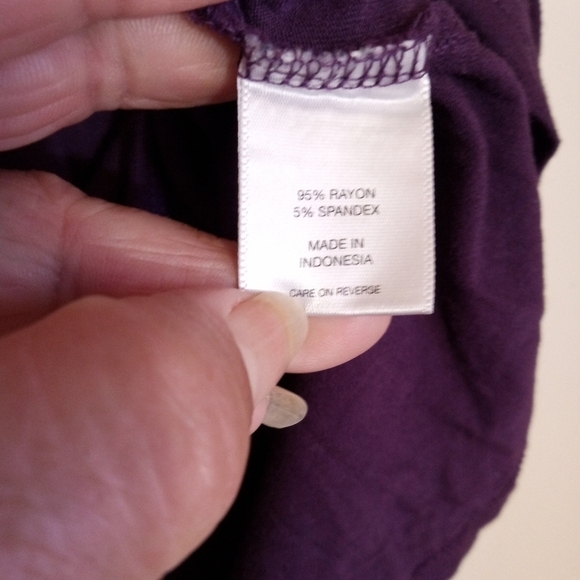 95% RAYON
5% SPANDEX
MADE IN
INDONESIA
CARE ON REVERSE